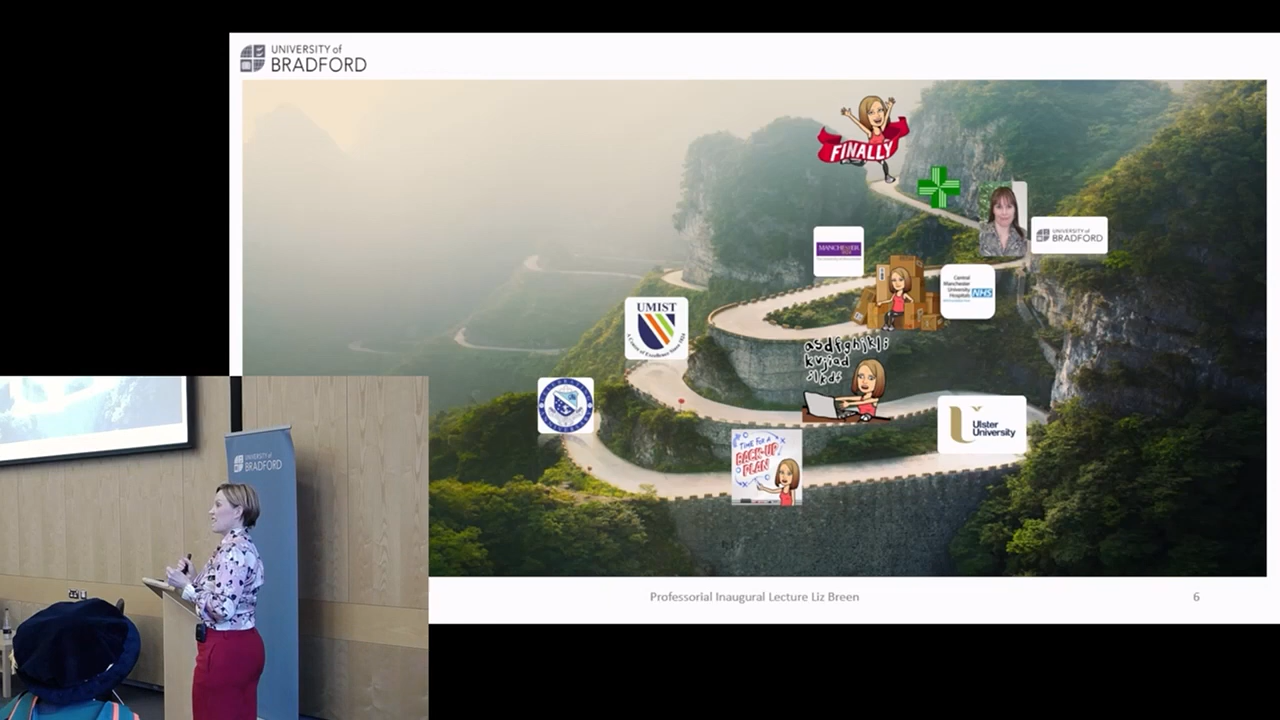 UNIVERSITY of
BRADFORD
FINALLY
UNIVERSITY of
BRADFORD
MANCHESTER
Central
Manchester
University
Hospitals
NHS
UMIST
asdfghjkl;
kvjiod
Ulster
University
TIME FOR A
BACK-UP
PLAN
UNIVERSITY of
BRADFORD
Professorial Inaugural Lecture Liz Breen
6